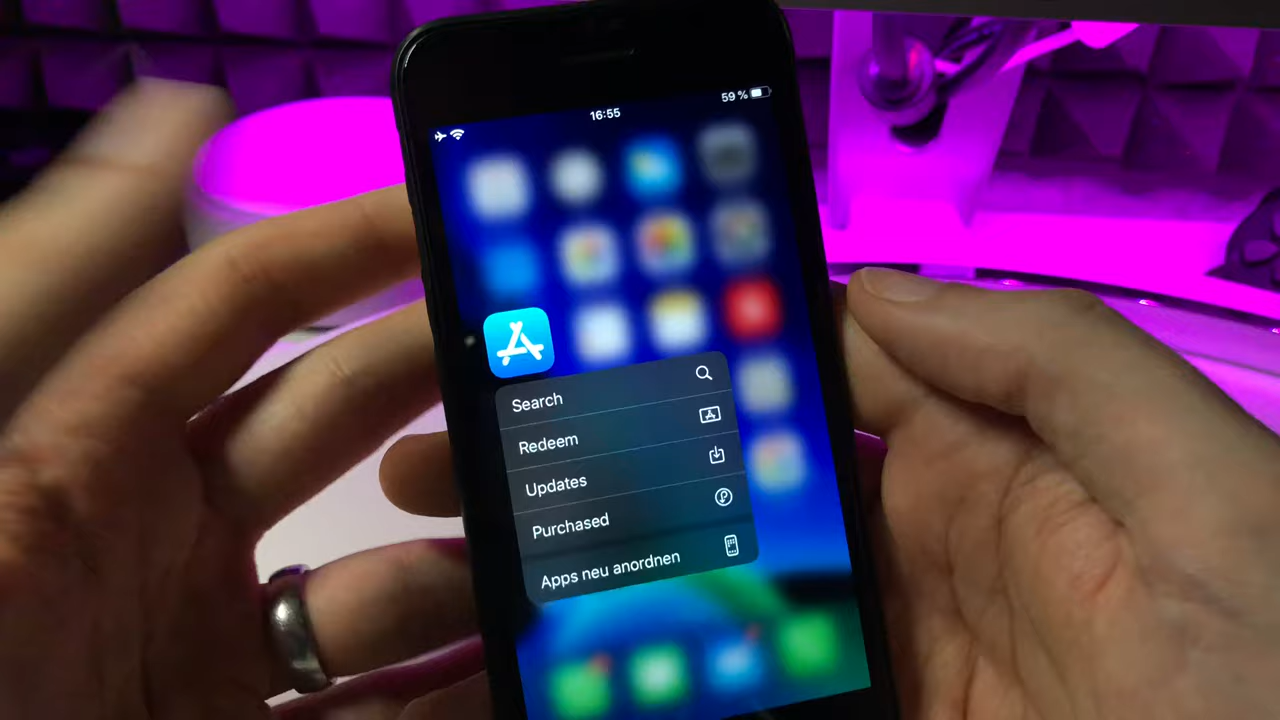 16:55
59 %
Search
Redeem
Updates
Purchased
Apps neu anordnen